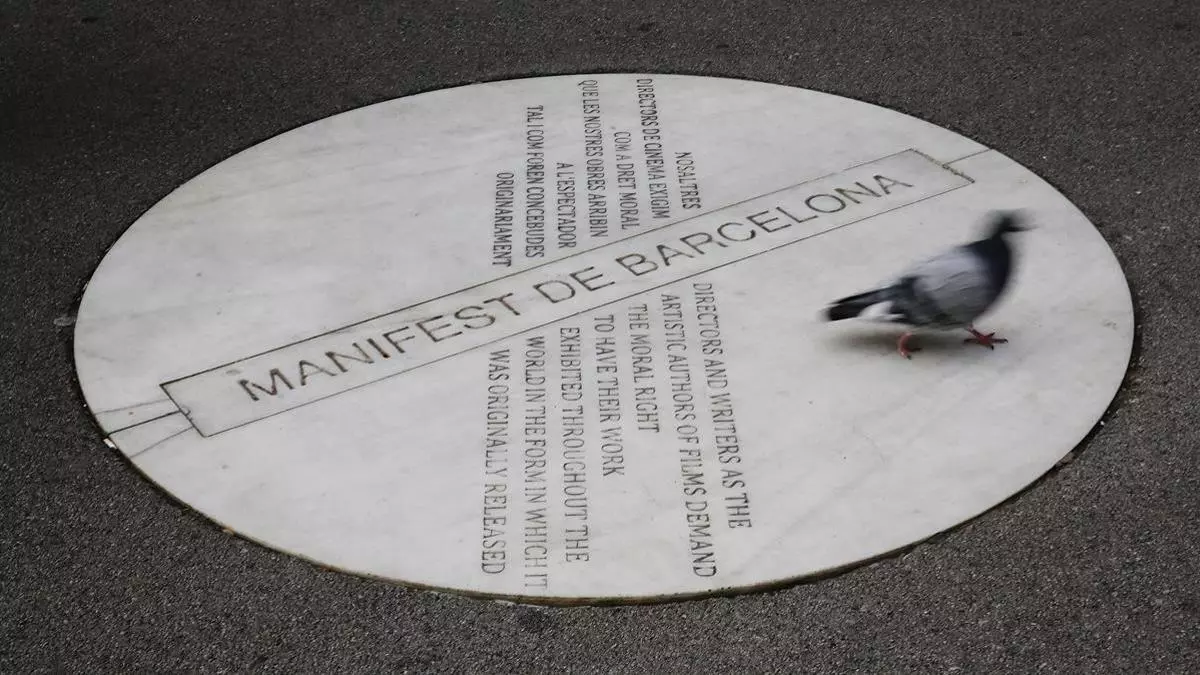 NOSALTRES
DIRECTORS DE CINEMA EXIGIM
, COM A DRET MORAL
QUE LES NOSTRES OBRES ARRIBIN
A L'ESPECTADOR
TAL I COM FOREN CONCEBUDES
ORIGINARIAMENT
MANIFEST DE BARCELONA
DIRECTORS AND WRITERS AS THE
ARTISTIC AUTHORS OF FILMS DEMAND
THE MORAL RIGHT
TO HAVE THEIR WORK
EXHIBITED THROUGHOUT THE
WORLD IN THE FORM IN WHICH IT
WAS ORIGINALLY RELEASED